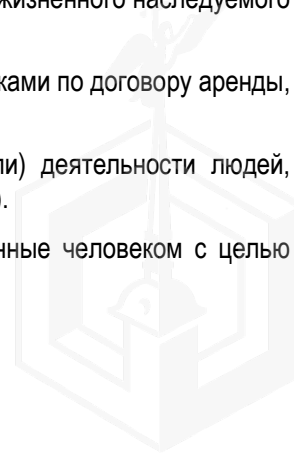 жизненного наследуемого
ками по договору аренды,
ли) деятельности людей,
).
нные человеком с целью